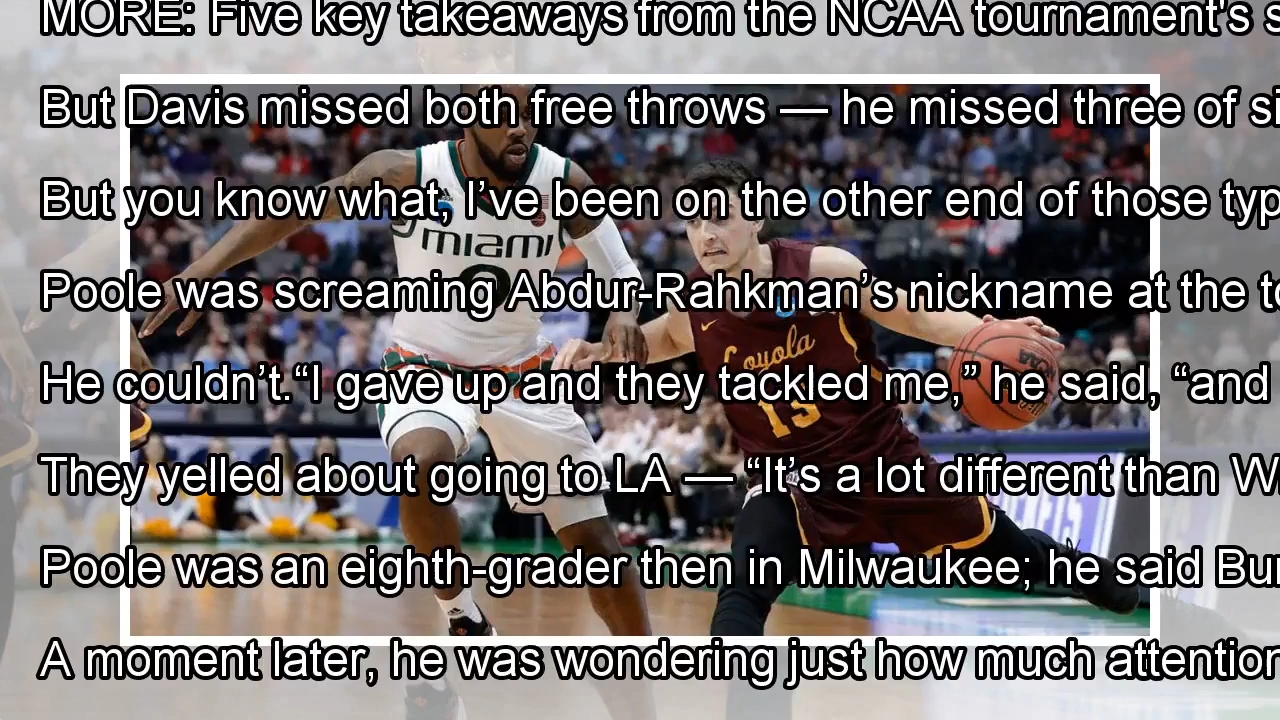 MORE: Five key takeaways from the NCAA tournament's
But Davis missed both free throws — he missed three of
But you know what, I’ve been on the other end of those
Poole was screaming Abdur-Rahkman’s nickname at the
He couldn’t.“I gave up and they tackled me,” he said, “and
They yelled about going to LA — “It’s a lot different than
Poole was an eighth-grader then in Milwaukee; he said
A moment later, he was wondering just how much attention
MIAMI
Loyola
13